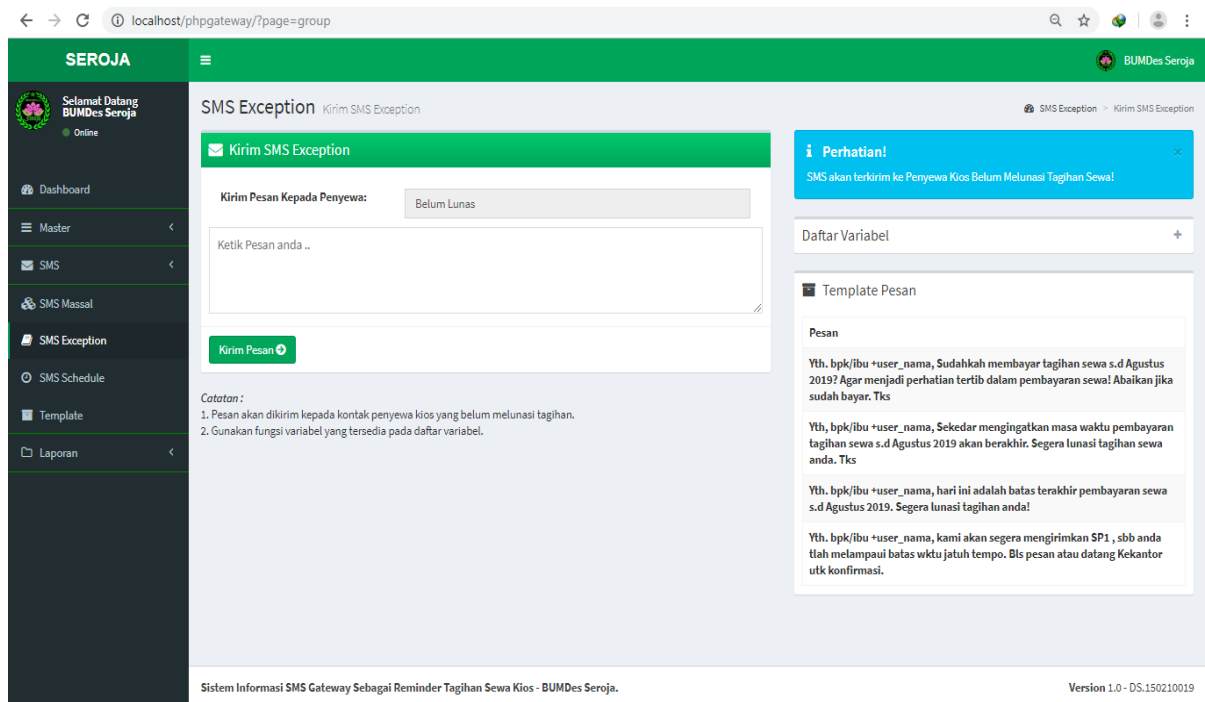 localhost/phpgateway/?page=group
SEROJA
BUMDes Seroja
Selamat Datang
BUMDes Seroja
Online
Dashboard
Master
SMS
SMS Massal
SMS Exception
SMS Schedule
Template
Laporan
SMS Exception Kirim SMS Exception
SMS Exception > Kirim SMS Exception
Kirim SMS Exception
Kirim Pesan Kepada Penyewa:
Belum Lunas
Ketik Pesan anda ..
Kirim Pesan
Catatan :
1. Pesan akan dikirim kepada kontak penyewa kios yang belum melunasi tagihan.
2. Gunakan fungsi variabel yang tersedia pada daftar variabel.
Perhatian!
×
SMS akan terkirim ke Penyewa Kios Belum Melunasi Tagihan Sewa!
Daftar Variabel
+
Template Pesan
Pesan
Yth. bpk/ibu +user_nama, Sudahkah membayar tagihan sewa s.d Agustus
2019? Agar menjadi perhatian tertib dalam pembayaran sewa! Abaikan jika
sudah bayar. Tks
Yth, bpk/ibu +user_nama, Sekedar mengingatkan masa waktu pembayaran
tagihan sewa s.d Agustus 2019 akan berakhir. Segera lunasi tagihan sewa
anda. Tks
Yth. bpk/ibu +user_nama, hari ini adalah batas terakhir pembayaran sewa
s.d Agustus 2019. Segera lunasi tagihan anda!
Yth. bpk/ibu +user_nama, kami akan segera mengirimkan SP1 , sbb anda
tlah melampaui batas wktu jatuh tempo. Bls pesan atau datang Kekantor
utk konfirmasi.
Sistem Informasi SMS Gateway Sebagai Reminder Tagihan Sewa Kios - BUMDes Seroja.
Version 1.0 - DS.150210019